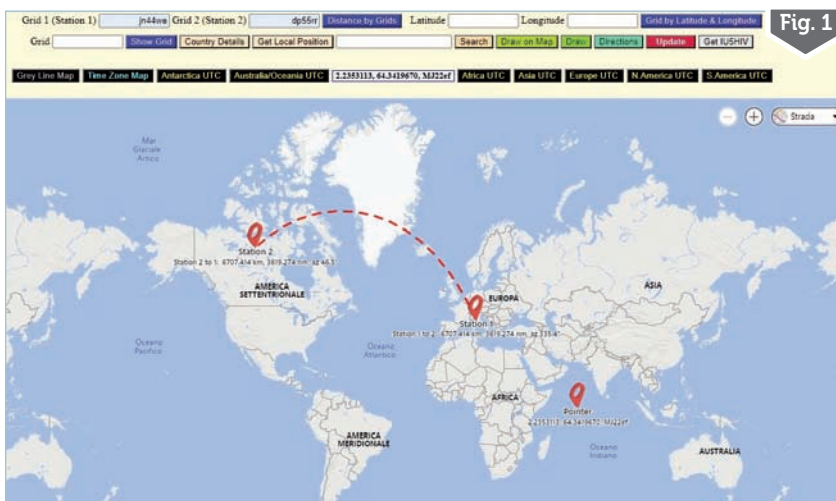 Fig. 1
Grid 1 (Station 1) jn44we Grid 2 (Station 2) dp55rr Distance by Grids Latitude Longitude Grid by Latitude & Longitude
Grid Show Grid Country Details Get Local Position Search Draw on Map Draw Directions Update Get IU5HIV
Grey Line Map Time Zone Map Antarctica UTC Australia/Oceania UTC 2.2353113, 64.3419670, MJ22ef Africa UTC Asia UTC Europe UTC N.America UTC S.America UTC
Strada
Mar
Glaciale
Artico
Station 2
Station 2 to 1: 6707.414 km, 3619.274 nm, az 46.5°
AMERICA
SETTENTRIONALE
EUROPA
ASIA
Station 1
Station 1 to 2: 6707.414 km, 3619.274 nm, az 335.4°
Oceano
Pacifico
Oceano
Atlantico
AFRICA
Pointer
2.2353113, 64.3419670, MJ22ef
AMERICA
MERIDIONALE
Oceano
Indiano
AUSTRALIA